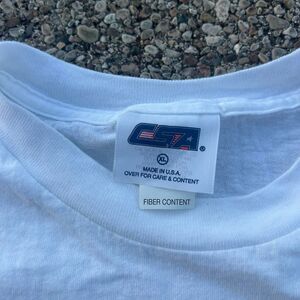 CSA ®
XL
MADE IN U.S.A.
OVER FOR CARE & CONTENT
FIBER CONTENT